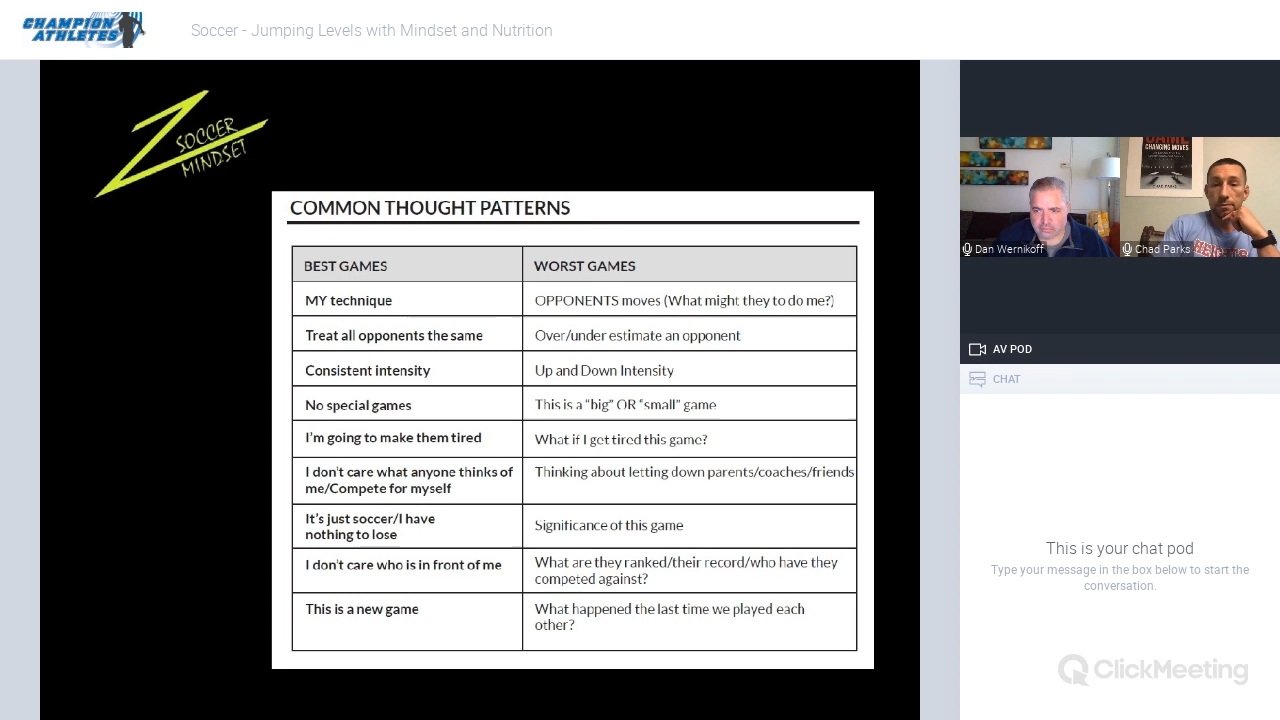 CHAMPION
ATHLETES
Soccer - Jumping Levels with Mindset and Nutrition
SOCCER
MINDSET
COMMON THOUGHT PATTERNS
BEST GAMES
WORST GAMES
MY technique
OPPONENTS moves (What might they to do me?)
Treat all opponents the same
Over/under estimate an opponent
Consistent intensity
Up and Down Intensity
No special games
This is a "big" OR "small" game
I'm going to make them tired
What if I get tired this game?
I don't care what anyone thinks of
me/Compete for myself
Thinking about letting down parents/coaches/friends
It's just soccer/I have
nothing to lose
Significance of this game
I don't care who is in front of me
What are they ranked/their record/who have they
competed against?
This is a new game
What happened the last time we played each
other?
GAME
CHANGING MOVES
CHAD PARKS
Dan Wernikoff
Chad Parks
AV POD
CHAT
This is your chat pod
Type your message in the box below to start the
conversation.
ClickMeeting